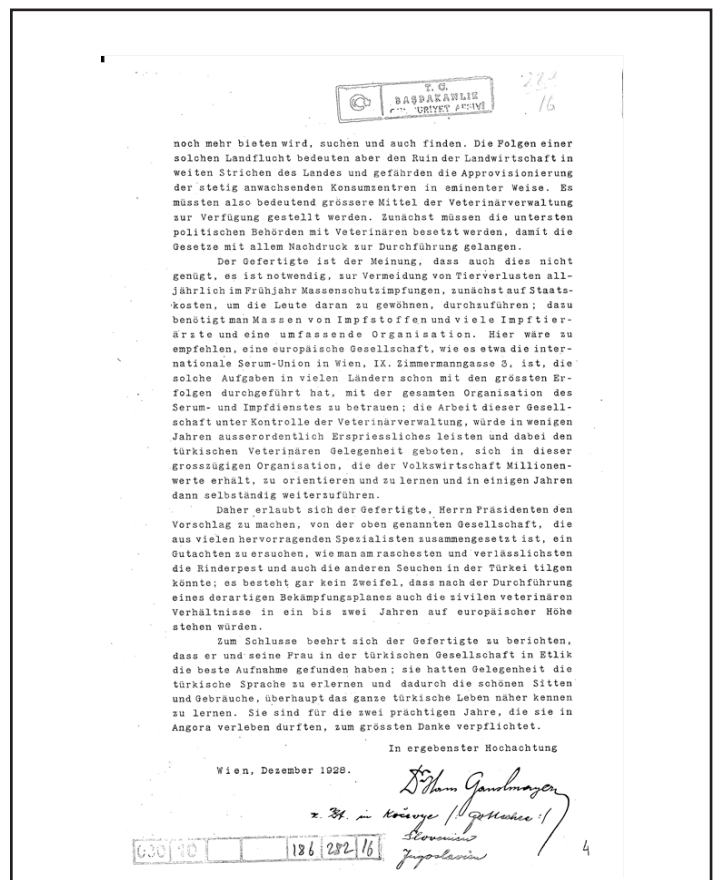 T. C.
BAŞBAKANLIK
CUMHURİYET ARŞİVİ
16
noch mehr bieten wird, suchen und auch finden. Die Folgen einer
solchen Landflucht bedeuten aber den Ruin der Landwirtschaft in
weiten Strichen des Landes und gefährden die Approvisionierung
der stetig anwachsenden Konsumzentren in eminenter Weise. Es
müssten also bedeutend grössere Mittel der Veterinärverwaltung
zur Verfügung gestellt werden. Zunächst müssen die untersten
politischen Behörden mit Veterinären besetzt werden, damit die
Gesetze mit allem Nachdruck zur Durchführung gelangen.
Der Gefertigte ist der Meinung, dass auch dies nicht
genügt, es ist notwendig, zur Vermeidung von Tierverlusten all-
jährlich im Frühjahr Massenschutzimpfungen, zunächst auf Staats-
kosten, um die Leute daran zu gewöhnen, durchzuführen; dazu
benötigt man Massen von Impfstoffen und viele Impftier-
ärzte und eine umfassende Organisation. Hier wäre zu
empfehlen, eine europäische Gesellschaft, wie es etwa die inter-
nationale Serum-Union in Wien, IX. Zimmermanngasse 3, ist, die
solche Aufgaben in vielen Ländern schon mit den grössten Er-
folgen durchgeführt hat, mit der gesamten Organisation des
Serum- und Impfdienstes zu betrauen; die Arbeit dieser Gesell-
schaft unter Kontrolle der Veterinärverwaltung, würde in wenigen
Jahren ausserordentlich Erspriessliches leisten und dabei den
türkischen Veterinären Gelegenheit geboten, sich in dieser
grosszügigen Organisation, die der Volkswirtschaft Millionen-
werte erhält, zu orientieren und zu lernen und in einigen Jahren
dann selbständig weiterzuführen.
Daher erlaubt sich der Gefertigte, Herrn Präsidenten den
Vorschlag zu machen, von der oben genannten Gesellschaft, die
aus vielen hervorragenden Spezialisten zusammengesetzt ist, ein
Gutachten zu ersuchen, wie man am raschesten und verlässlichsten
die Rinderpest und auch die anderen Seuchen in der Türkei tilgen
könnte; es besteht gar kein Zweifel, dass nach der Durchführung
eines derartigen Bekämpfungsplanes auch die zivilen veterinären
Verhältnisse in ein bis zwei Jahren auf europäischer Höhe
stehen würden.
Zum Schlusse beehrt sich der Gefertigte zu berichten,
dass er und seine Frau in der türkischen Gesellschaft in Etlik
die beste Aufnahme gefunden haben; sie hatten Gelegenheit die
türkische Sprache zu erlernen und dadurch die schönen Sitten
und Gebräuche, überhaupt das ganze türkische Leben näher kennen
zu lernen. Sie sind für die zwei prächtigen Jahre, die sie in
Angora verleben durften, zum grössten Danke verpflichtet.
In ergebenster Hochachtung
Wien, Dezember 1928.
Dr Hans
z. Zt. in Kočevje /: Gottschee :/
Slovenien
Jugoslavien
4
030 10 186 282 16